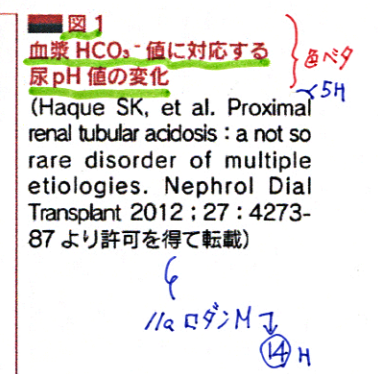 図 1
血漿 HCO₃⁻ 値に対応する
尿 pH 値の変化
色ベタ
5H
(Haque SK, et al. Proximal
renal tubular acidosis：a not so
rare disorder of multiple
etiologies. Nephrol Dial
Transplant 2012；27：4273-
87 より許可を得て転載)
11Q ロダンM
14 H